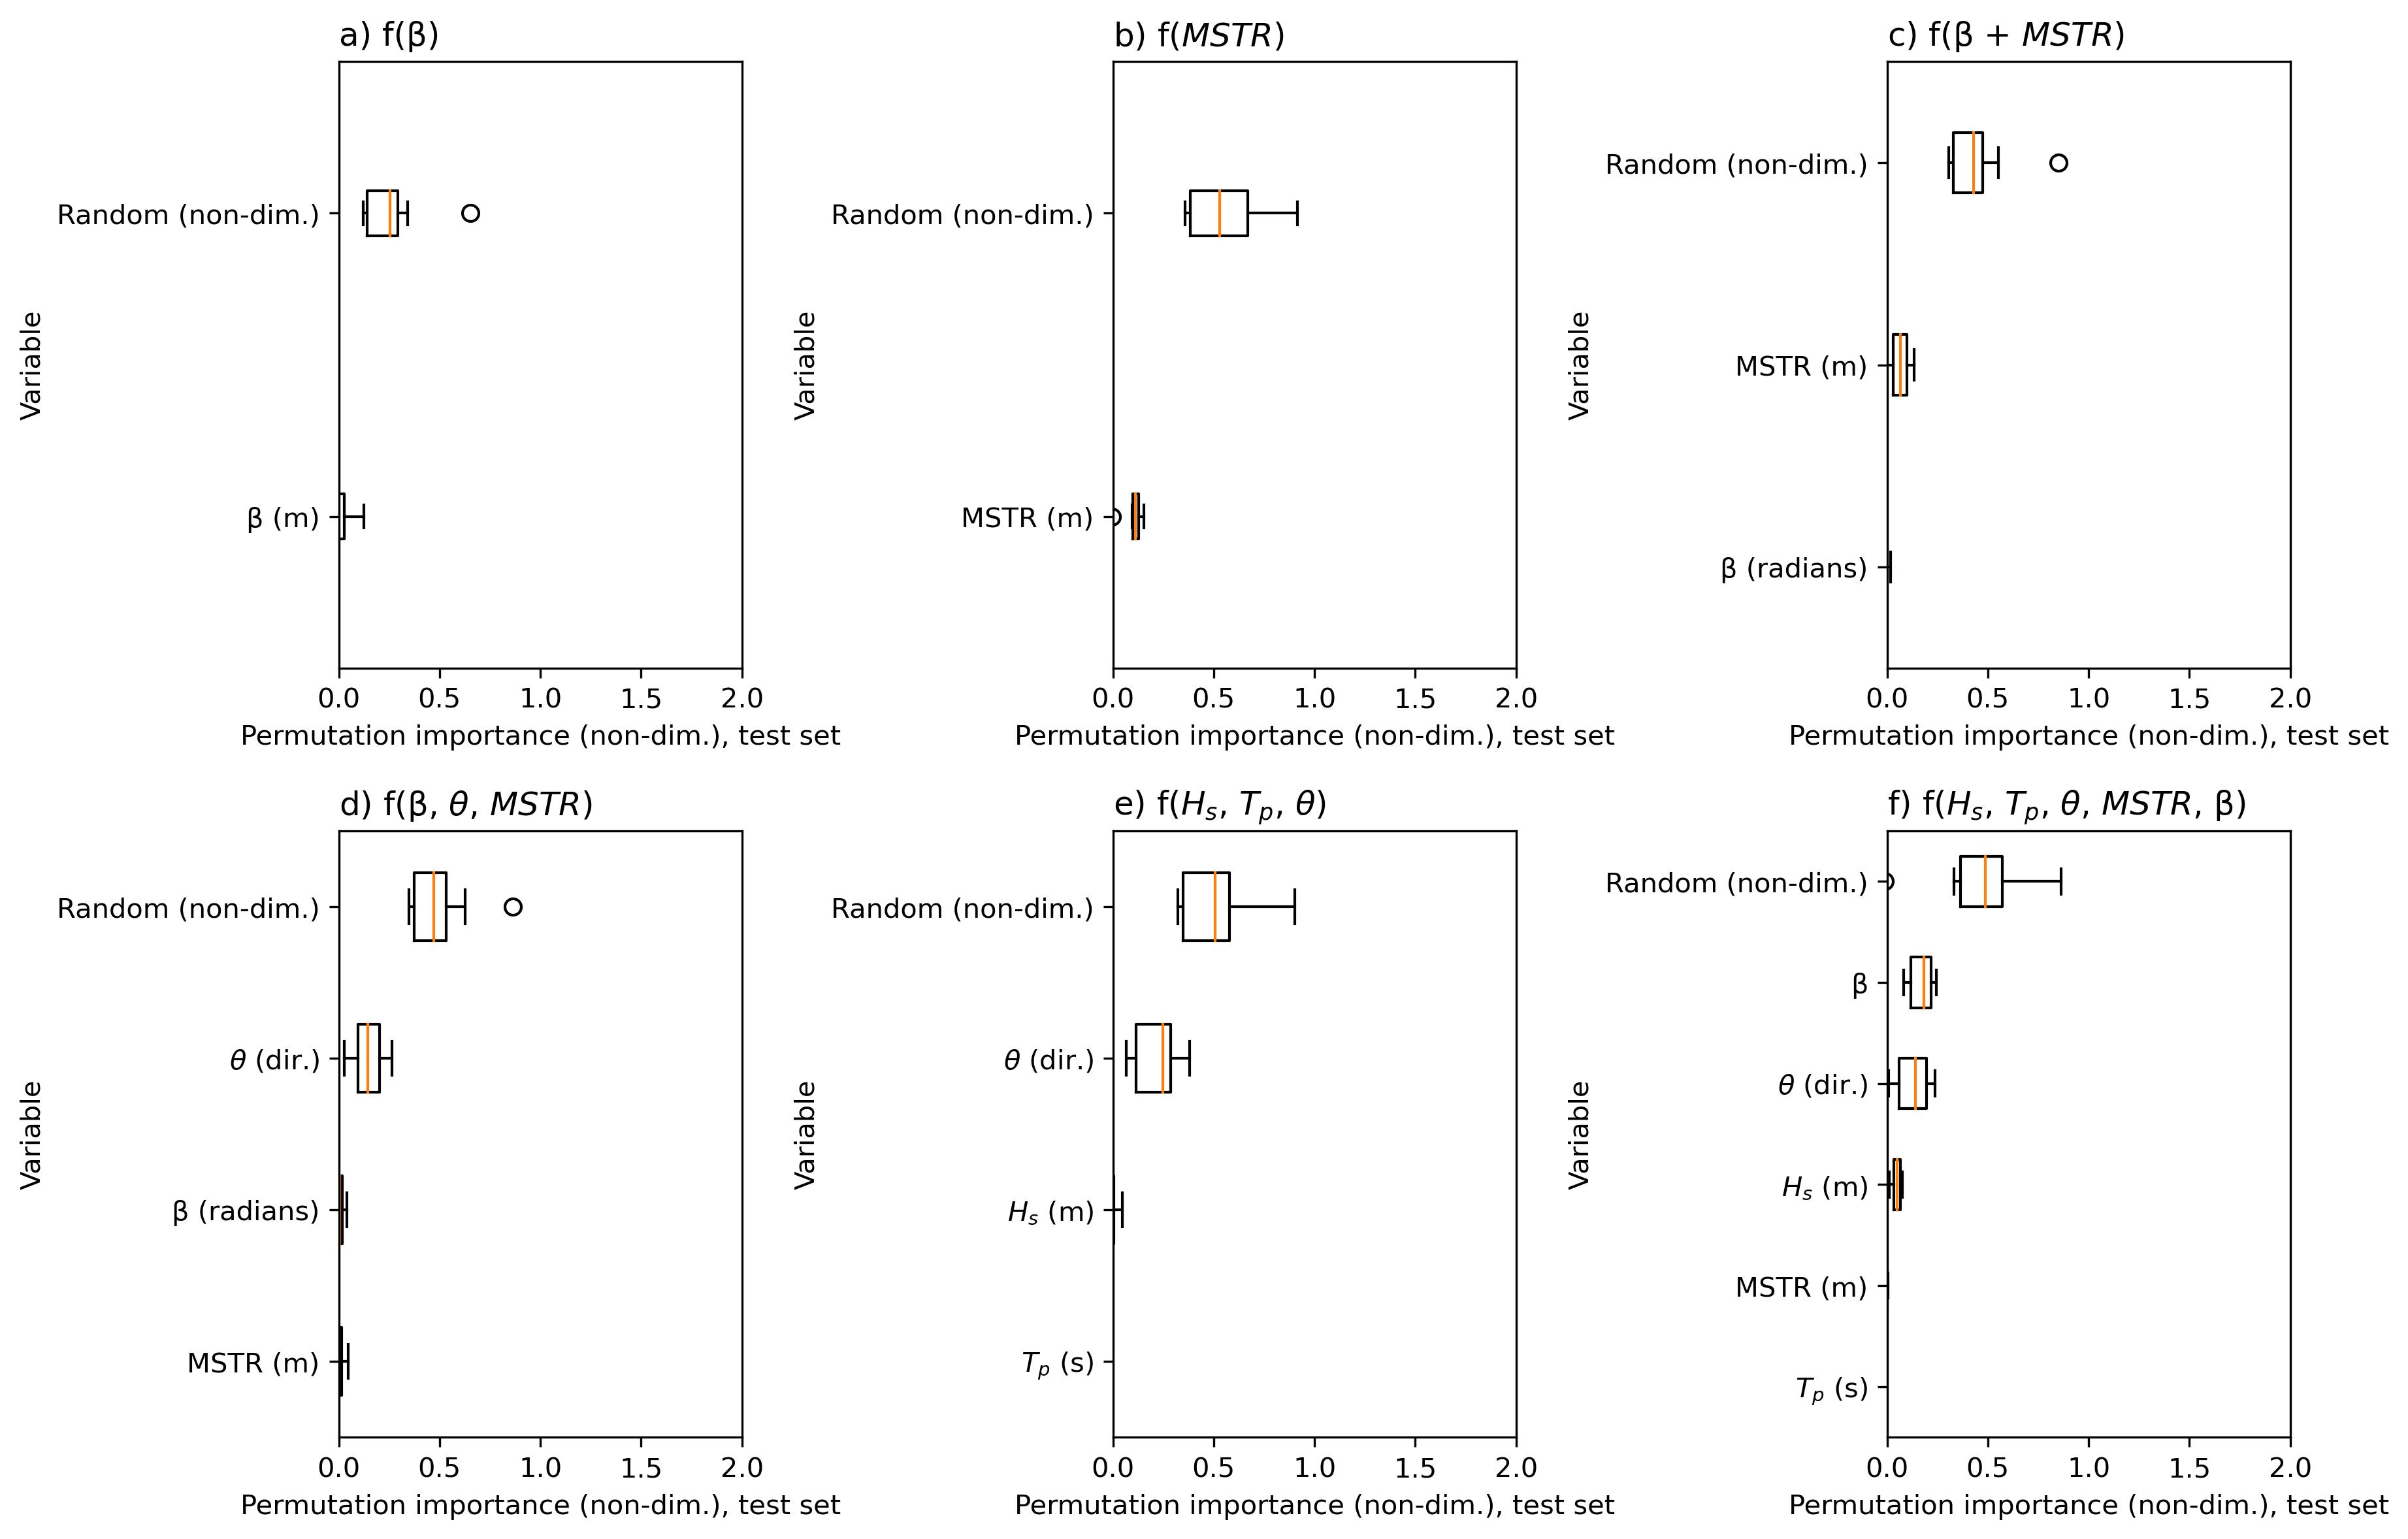 a) f(β)
Variable
Random (non-dim.)
β (m)
0.0 0.5 1.0 1.5 2.0
Permutation importance (non-dim.), test set
b) f(MSTR)
Variable
Random (non-dim.)
MSTR (m)
0.0 0.5 1.0 1.5 2.0
Permutation importance (non-dim.), test set
c) f(β + MSTR)
Variable
Random (non-dim.)
MSTR (m)
β (radians)
0.0 0.5 1.0 1.5 2.0
Permutation importance (non-dim.), test set
d) f(β, θ, MSTR)
Variable
Random (non-dim.)
θ (dir.)
β (radians)
MSTR (m)
0.0 0.5 1.0 1.5 2.0
Permutation importance (non-dim.), test set
e) f(Hₛ, Tₚ, θ)
Variable
Random (non-dim.)
θ (dir.)
Hₛ (m)
Tₚ (s)
0.0 0.5 1.0 1.5 2.0
Permutation importance (non-dim.), test set
f) f(Hₛ, Tₚ, θ, MSTR, β)
Variable
Random (non-dim.)
β
θ (dir.)
Hₛ (m)
MSTR (m)
Tₚ (s)
0.0 0.5 1.0 1.5 2.0
Permutation importance (non-dim.), test set